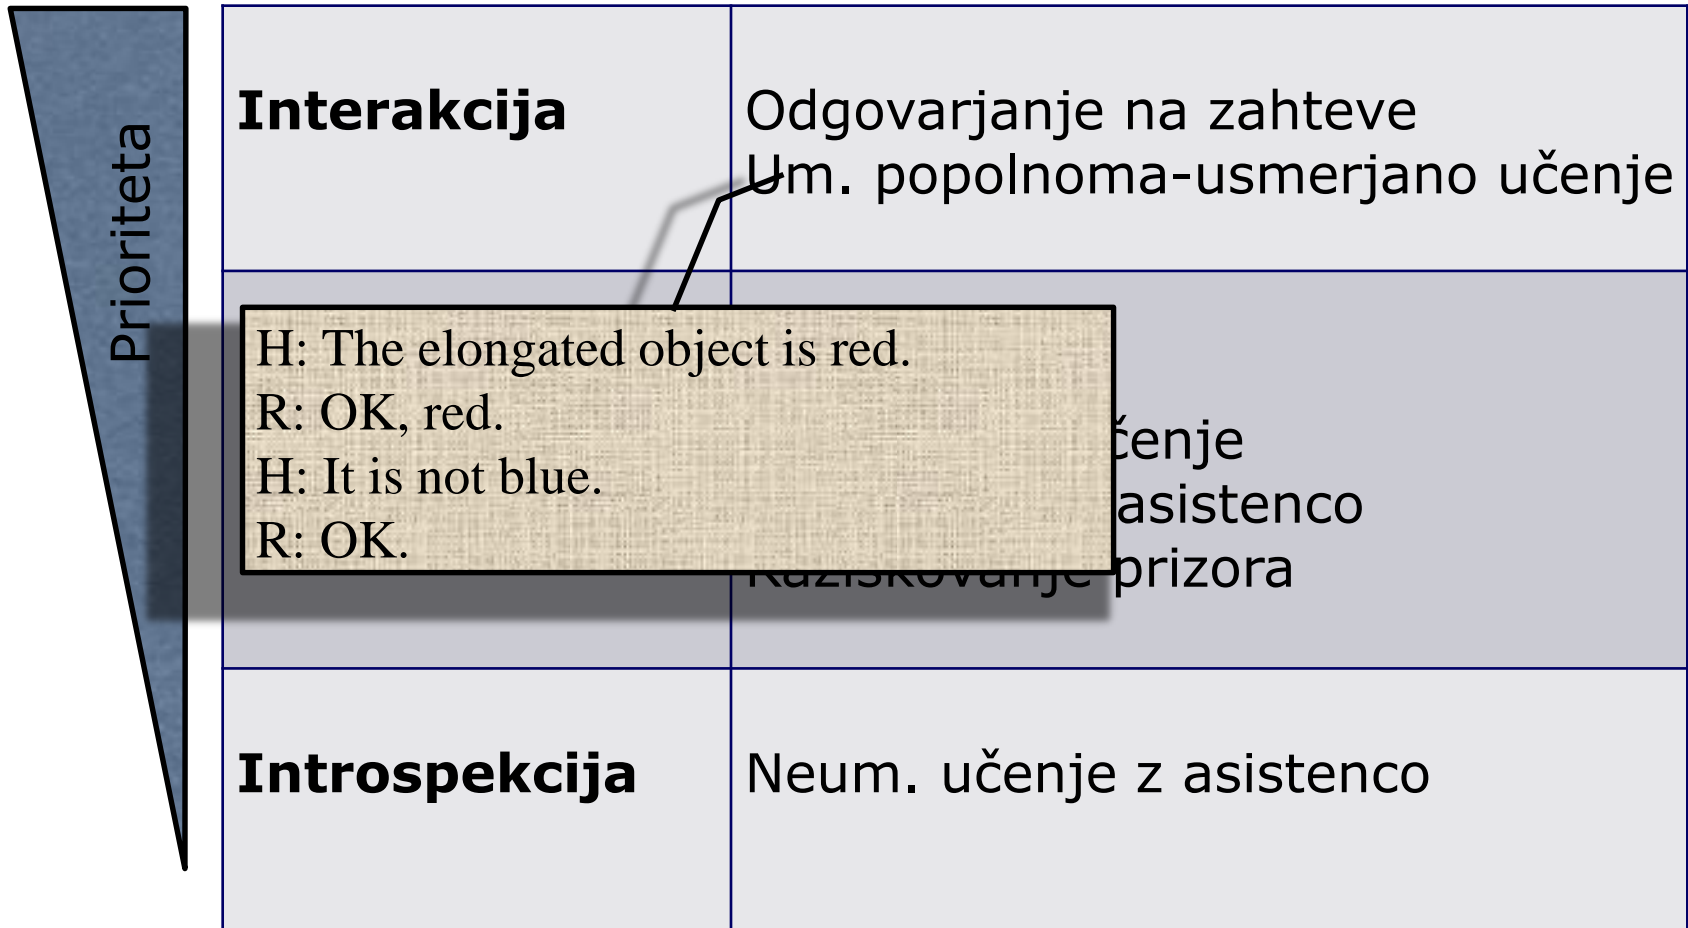 Prioriteta
Interakcija
Odgovarjanje na zahteve
Um. popolnoma-usmerjano učenje
H: The elongated object is red.
R: OK, red.
H: It is not blue.
R: OK.
asistenco
prizora
Introspekcija
Neum. učenje z asistenco